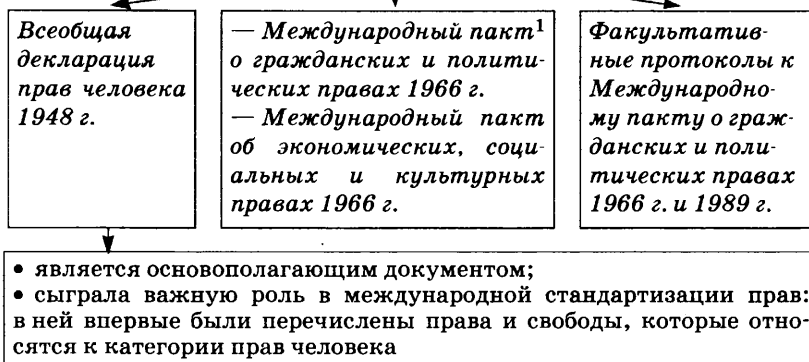 Всеобщая
декларация
прав человека
1948 г.
— Международный пакт¹
о гражданских и полити-
ческих правах 1966 г.
— Международный пакт
об экономических, соци-
альных и культурных
правах 1966 г.
Факультатив-
ные протоколы к
Международно-
му пакту о граж-
данских и поли-
тических правах
1966 г. и 1989 г.
• является основополагающим документом;
• сыграла важную роль в международной стандартизации прав:
в ней впервые были перечислены права и свободы, которые отно-
сятся к категории прав человека